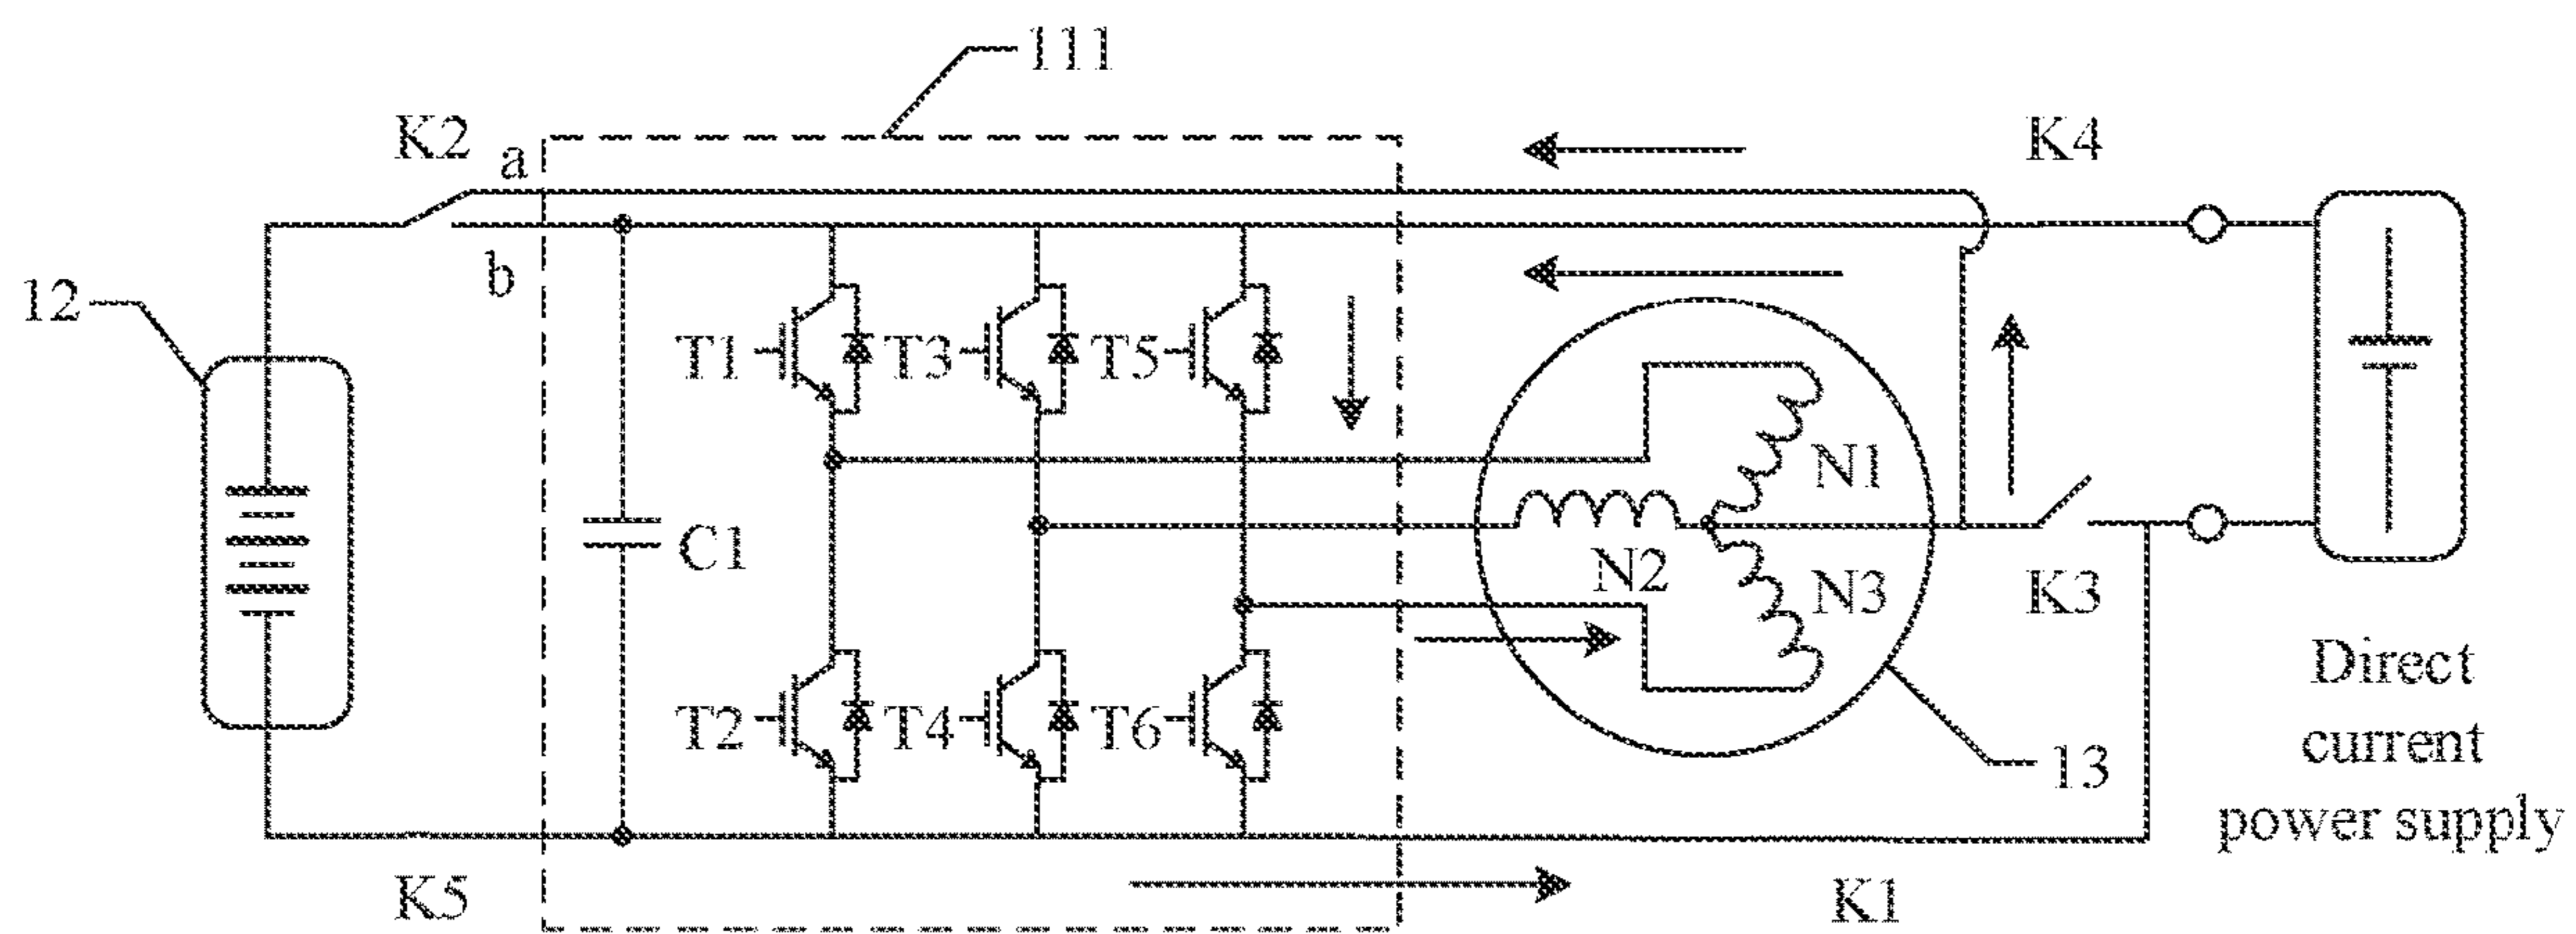 111
K2
a
K4
b
12
T1
T3
T5
N1
C1
N2
N3
K3
T2
T4
T6
Direct
current
power supply
13
K5
K1